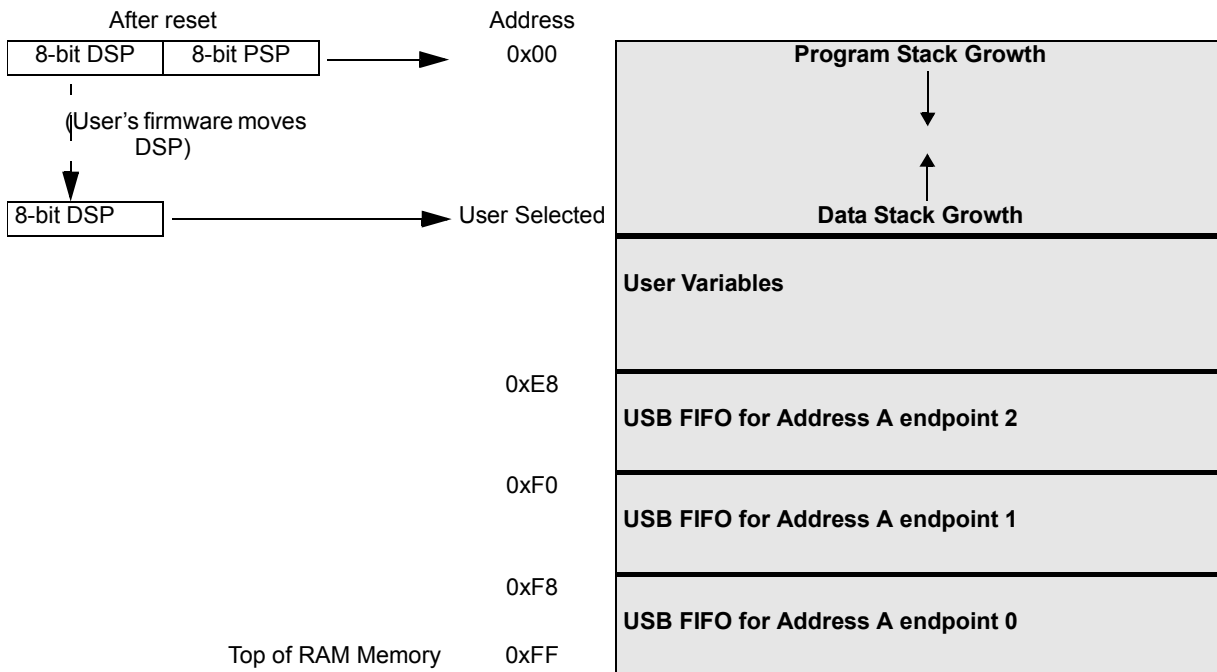 After reset
Address
8-bit DSP
8-bit PSP
0x00
Program Stack Growth
(User's firmware moves
DSP)
8-bit DSP
User Selected
Data Stack Growth
User Variables
0xE8
USB FIFO for Address A endpoint 2
0xF0
USB FIFO for Address A endpoint 1
0xF8
USB FIFO for Address A endpoint 0
Top of RAM Memory
0xFF